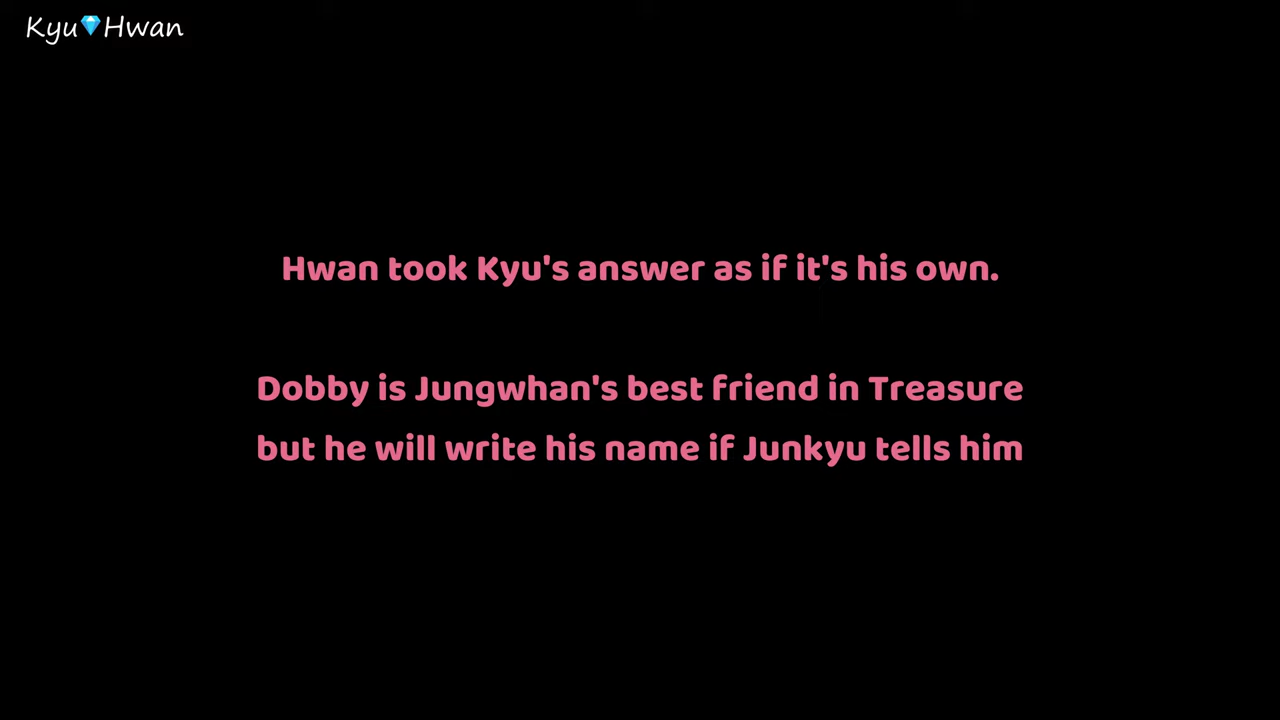 Kyu💎Hwan
Hwan took Kyu's answer as if it's his own.
Dobby is Jungwhan's best friend in Treasure
but he will write his name if Junkyu tells him